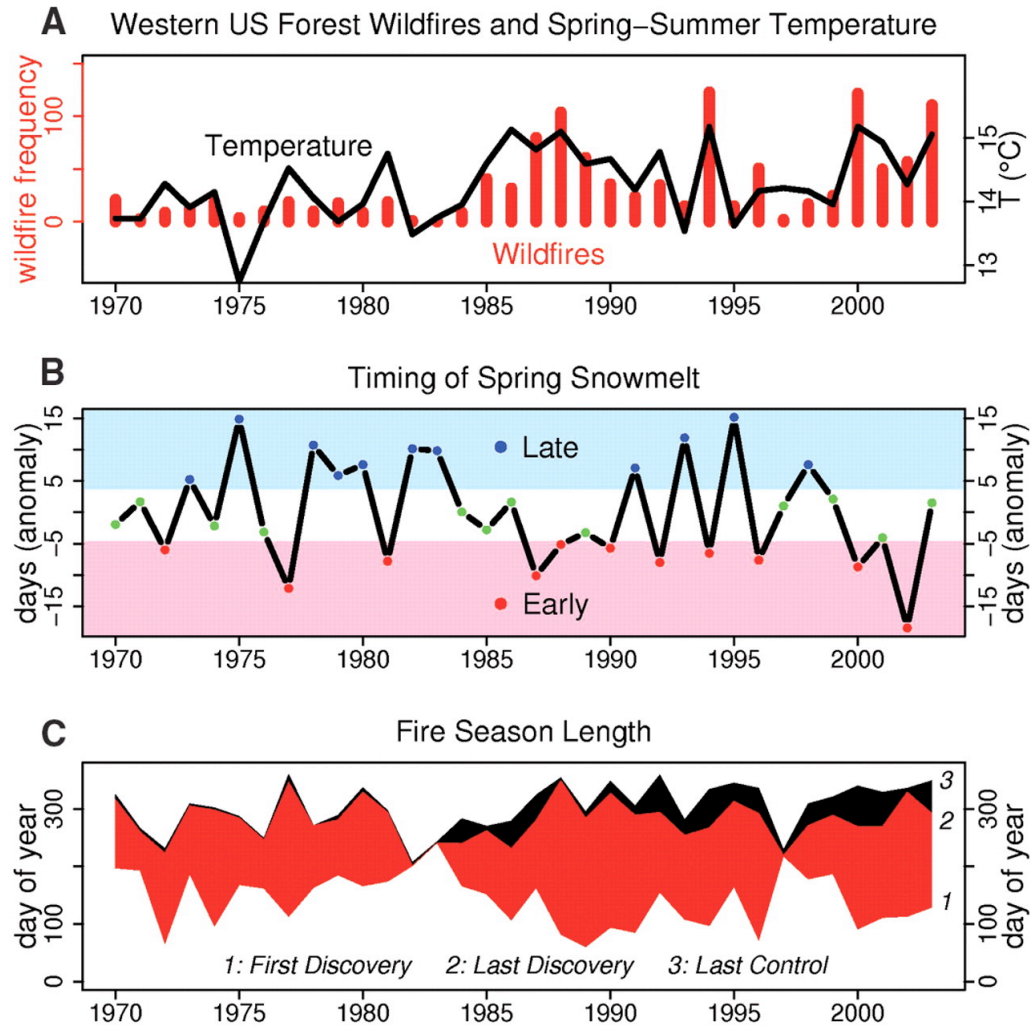 A Western US Forest Wildfires and Spring−Summer Temperature
wildfire frequency
100
0
Temperature
Wildfires
15
14
13
T (°C)
1970 1975 1980 1985 1990 1995 2000
B Timing of Spring Snowmelt
days (anomaly)
15
5
−5
−15
Late
Early
15
5
−5
−15
days (anomaly)
1970 1975 1980 1985 1990 1995 2000
C Fire Season Length
day of year
300
100
0
3
2
1
1: First Discovery 2: Last Discovery 3: Last Control
300
100
0
day of year
1970 1975 1980 1985 1990 1995 2000